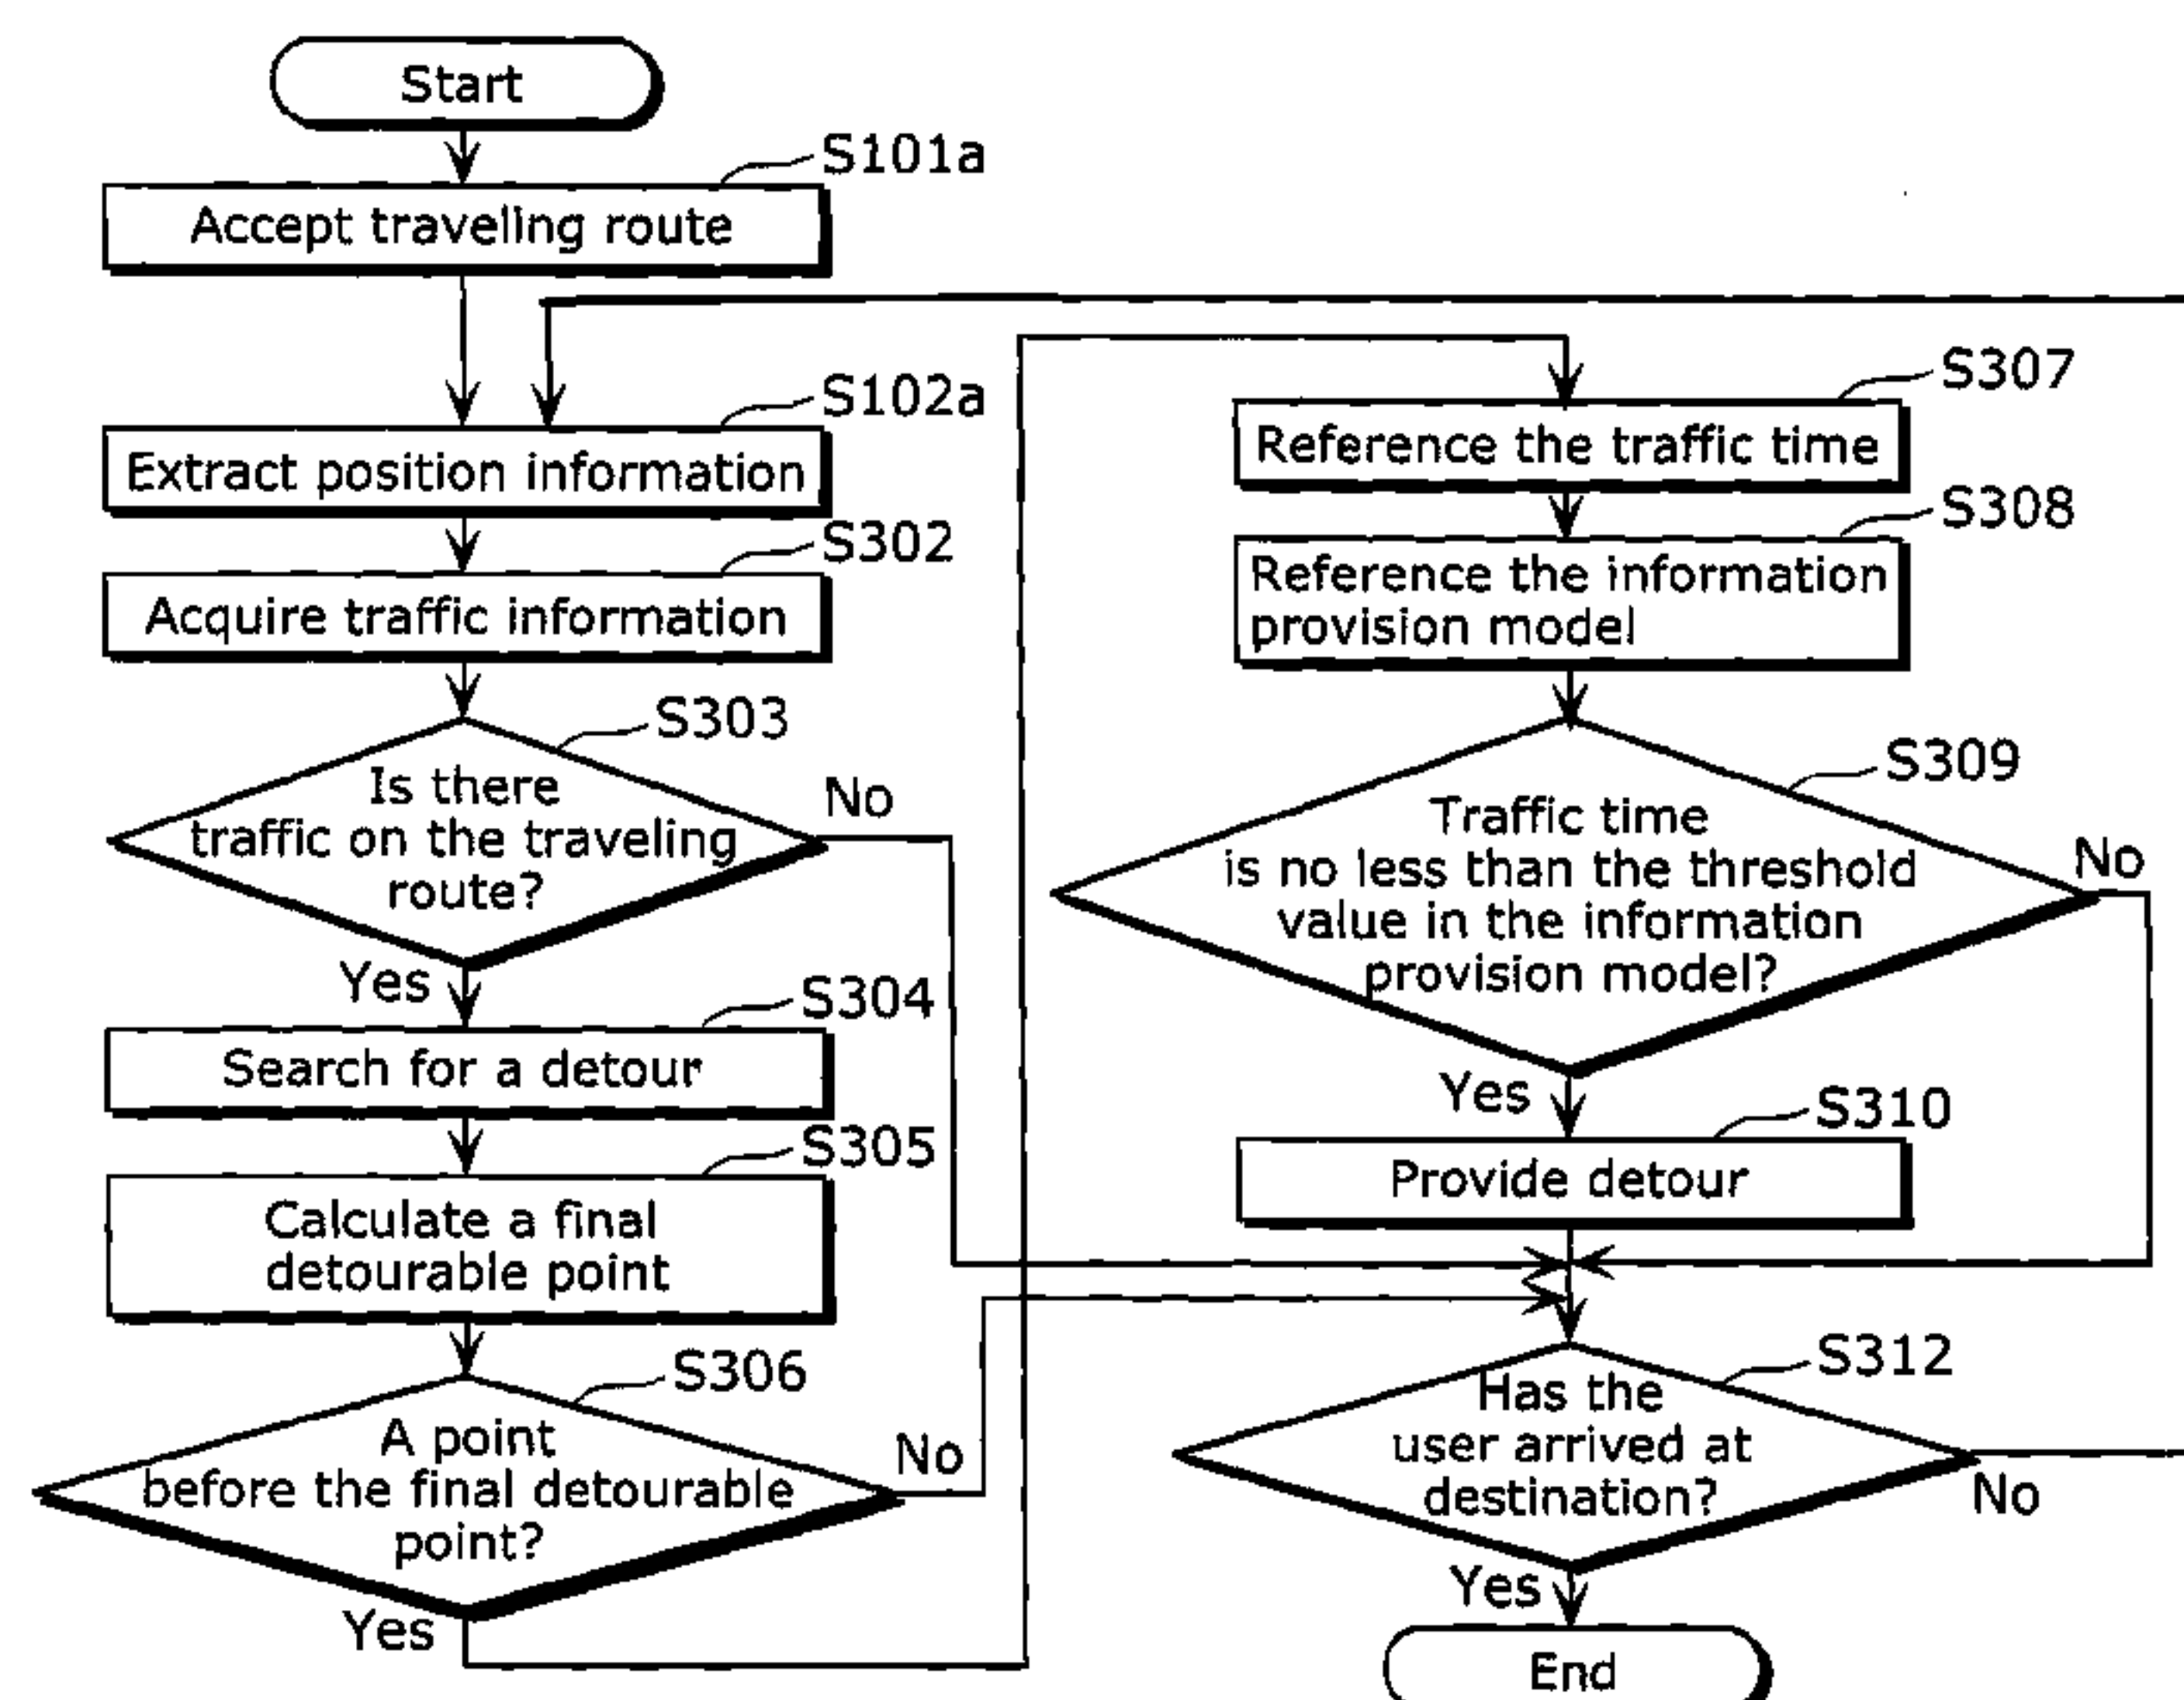 Start
S101a
Accept traveling route
S102a
Extract position information
S302
Acquire traffic information
S303
Is there
traffic on the traveling
route?
No
Yes
S304
Search for a detour
S305
Calculate a final
detourable point
S306
A point
before the final detourable
point?
No
Yes
S307
Reference the traffic time
S308
Reference the information
provision model
S309
Traffic time
is no less than the threshold
value in the information
provision model?
No
Yes
S310
Provide detour
S312
Has the
user arrived at
destination?
No
Yes
End